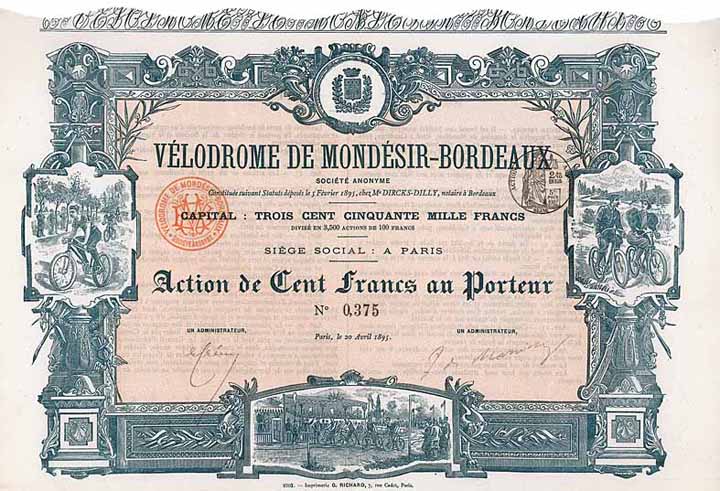 VÉLODROME DE MONDÉSIR-BORDEAUX
SOCIÉTÉ ANONYME
Constituée suivant Statuts déposés le 5 Février 1895, chez Me DIRCKS-DILLY, notaire à Bordeaux
CAPITAL : TROIS CENT CINQUANTE MILLE FRANCS
DIVISÉ EN 3,500 ACTIONS DE 100 FRANCS
SIÈGE SOCIAL : A PARIS
Action de Cent Francs au Porteur
No 0,375
UN ADMINISTRATEUR,
Paris, le 20 Avril 1895.
UN ADMINISTRATEUR,
Imprimerie G. RICHARD, 7, rue Cadet, Paris.